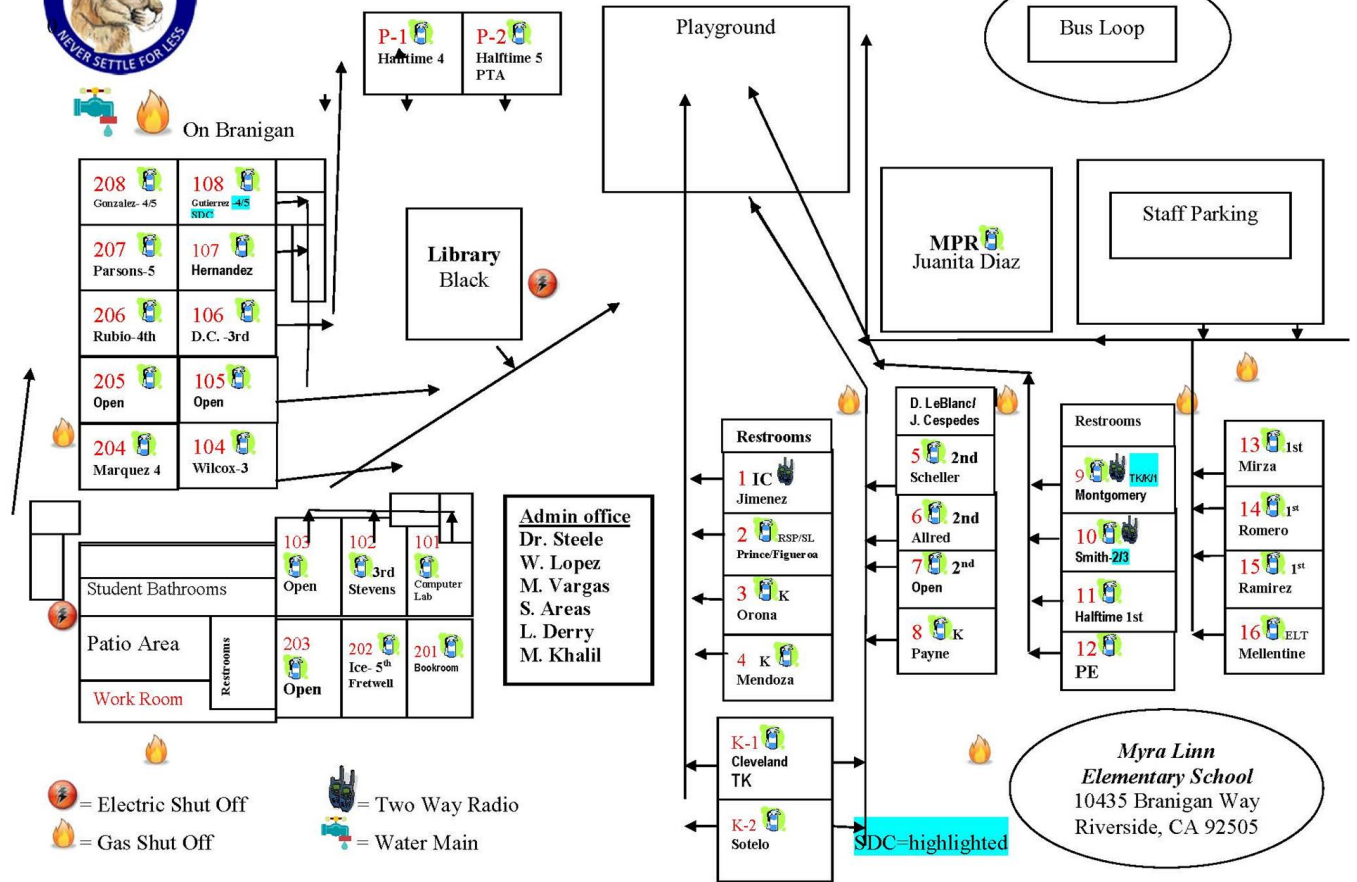 NEVER SETTLE FOR LESS
On Branigan
P-1
Halftime 4
P-2
Halftime 5
PTA
Playground
Bus Loop
208
Gonzalez- 4/5
108
Gutierrez -4/5
SDC
207
Parsons-5
107
Hernandez
206
Rubio-4th
106
D.C. -3rd
205
Open
105
Open
204
Marquez 4
104
Wilcox-3
Library
Black
MPR
Juanita Diaz
Staff Parking
Student Bathrooms
Patio Area
Work Room
Restrooms
103
Open
102
3rd
Stevens
101
Computer
Lab
203
Open
202
Ice- 5th
Fretwell
201
Bookroom
Admin office
Dr. Steele
W. Lopez
M. Vargas
S. Areas
L. Derry
M. Khalil
Restrooms
1 IC
Jimenez
2 RSP/SL
Prince/Figueroa
3 K
Orona
4 K
Mendoza
K-1
Cleveland
TK
K-2
Sotelo
D. LeBlanc/
J. Cespedes
5 2nd
Scheller
6 2nd
Allred
7 2nd
Open
8 K
Payne
Restrooms
9 TK/K/1
Montgomery
10
Smith-2/3
11
Halftime 1st
12
PE
13 1st
Mirza
14 1st
Romero
15 1st
Ramirez
16 ELT
Mellentine
= Electric Shut Off
= Two Way Radio
= Gas Shut Off
= Water Main
SDC=highlighted
Myra Linn
Elementary School
10435 Branigan Way
Riverside, CA 92505